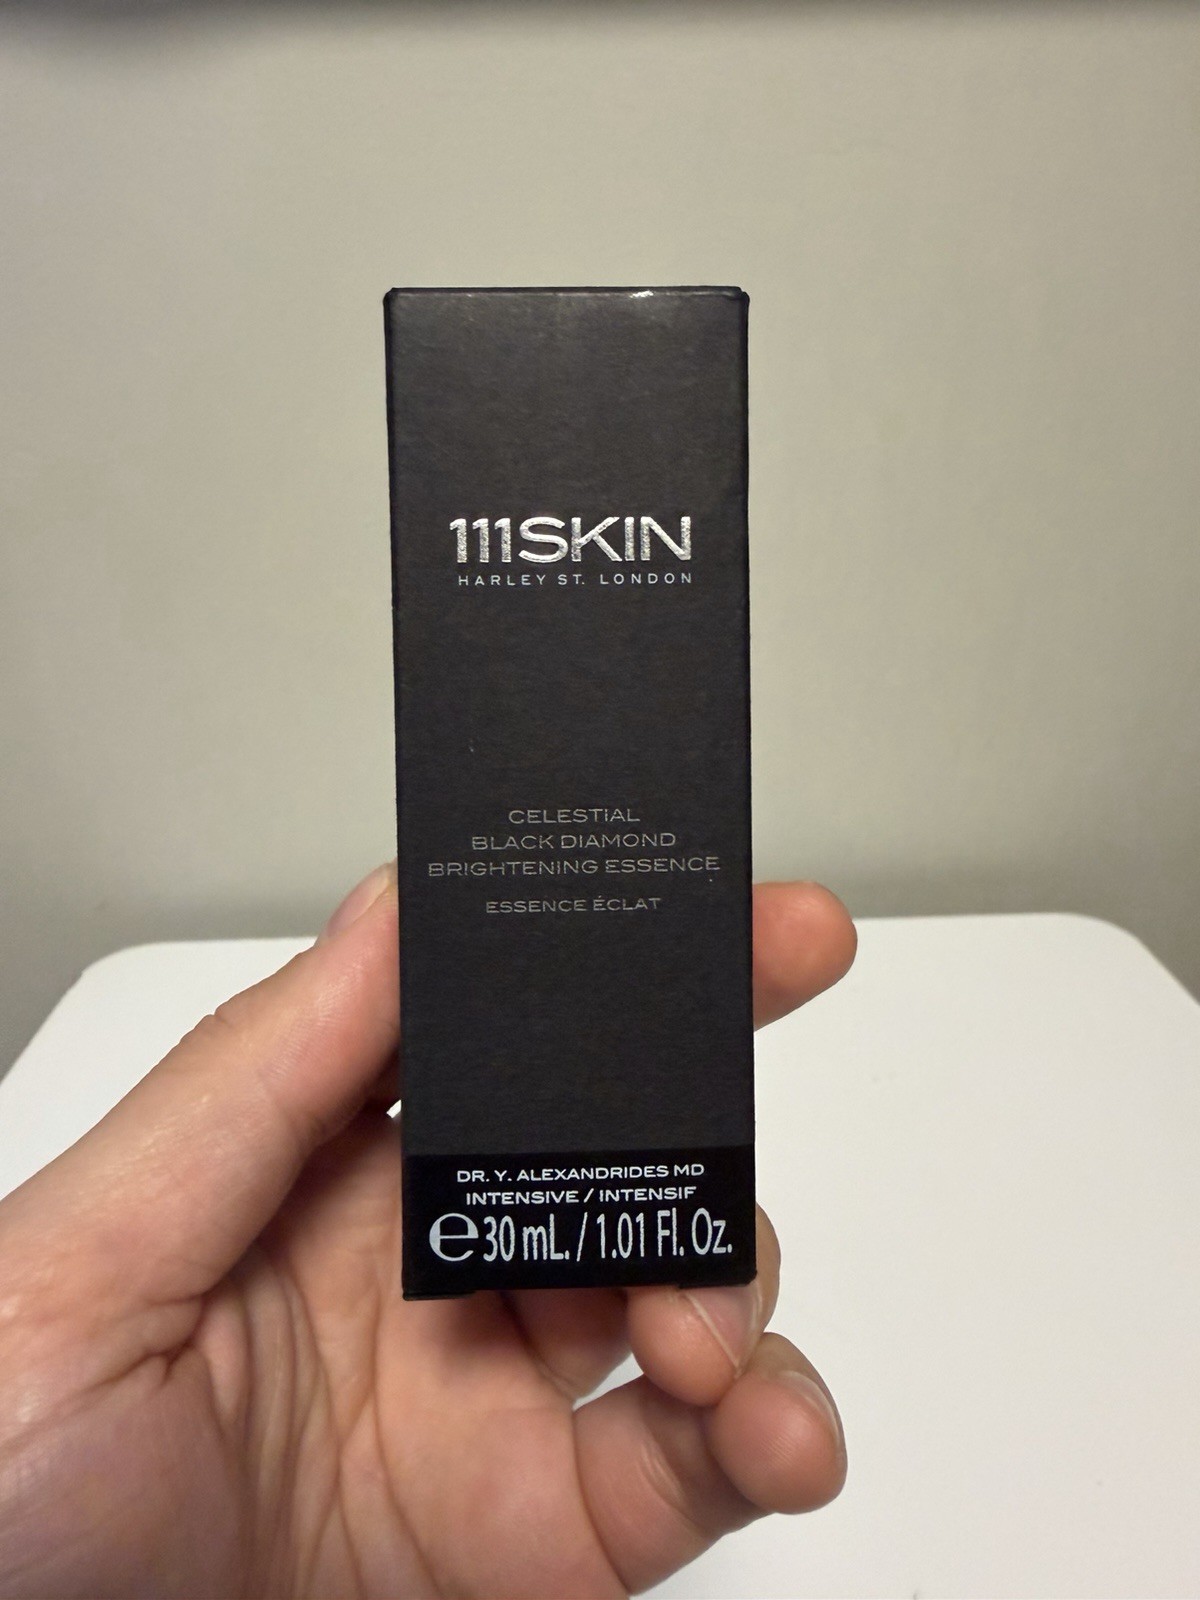 111SKIN
HARLEY ST. LONDON
CELESTIAL
BLACK DIAMOND
BRIGHTENING ESSENCE
ESSENCE ÉCLAT
DR. Y. ALEXANDRIDES MD
INTENSIVE / INTENSIF
℮ 30 mL. / 1.01 Fl. Oz.